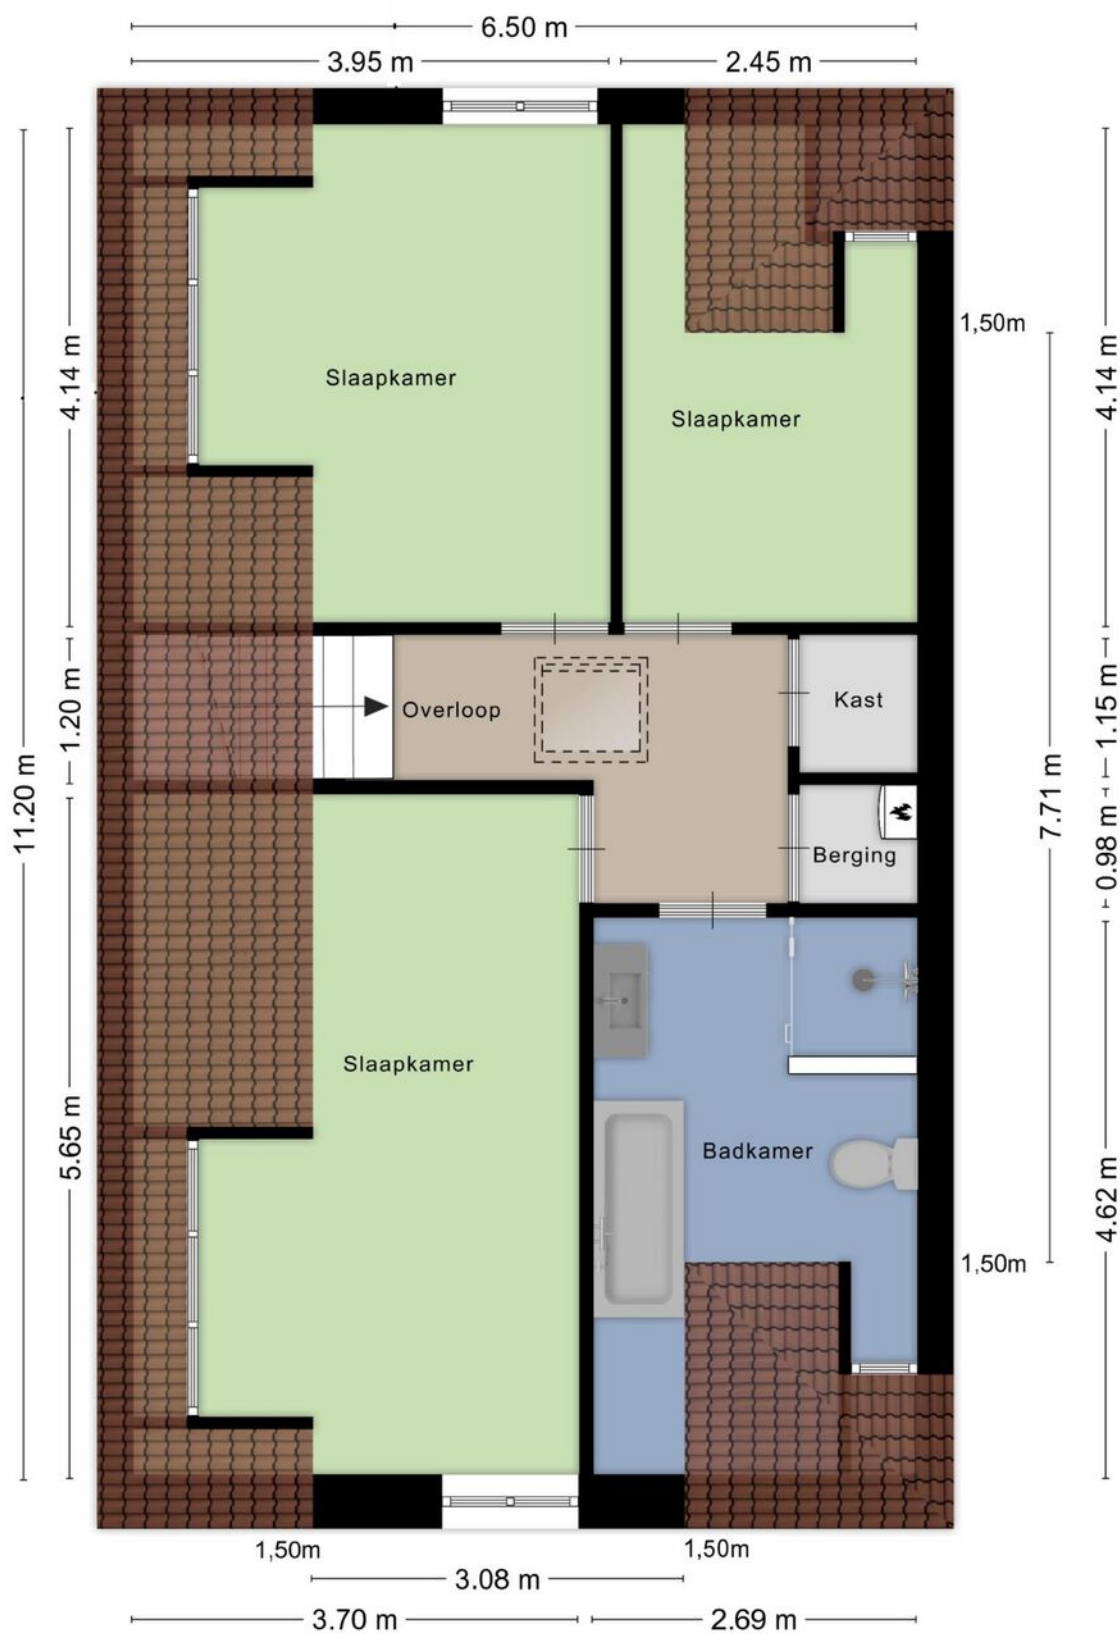 6.50 m
3.95 m
2.45 m
1,50m
4.14 m
4.14 m
Slaapkamer
Slaapkamer
Overloop
Kast
1.20 m
1.15 m
11.20 m
7.71 m
0.98 m
Berging
Slaapkamer
Badkamer
5.65 m
4.62 m
1,50m
1,50m
1,50m
3.08 m
3.70 m
2.69 m